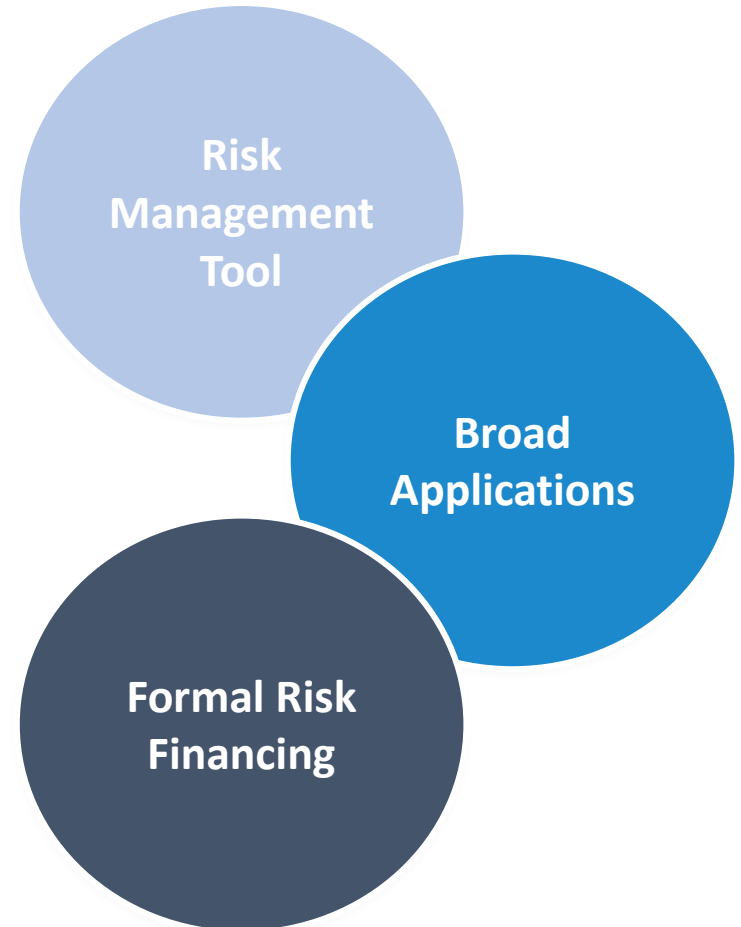 Risk
Management
Tool
Broad
Applications
Formal Risk
Financing